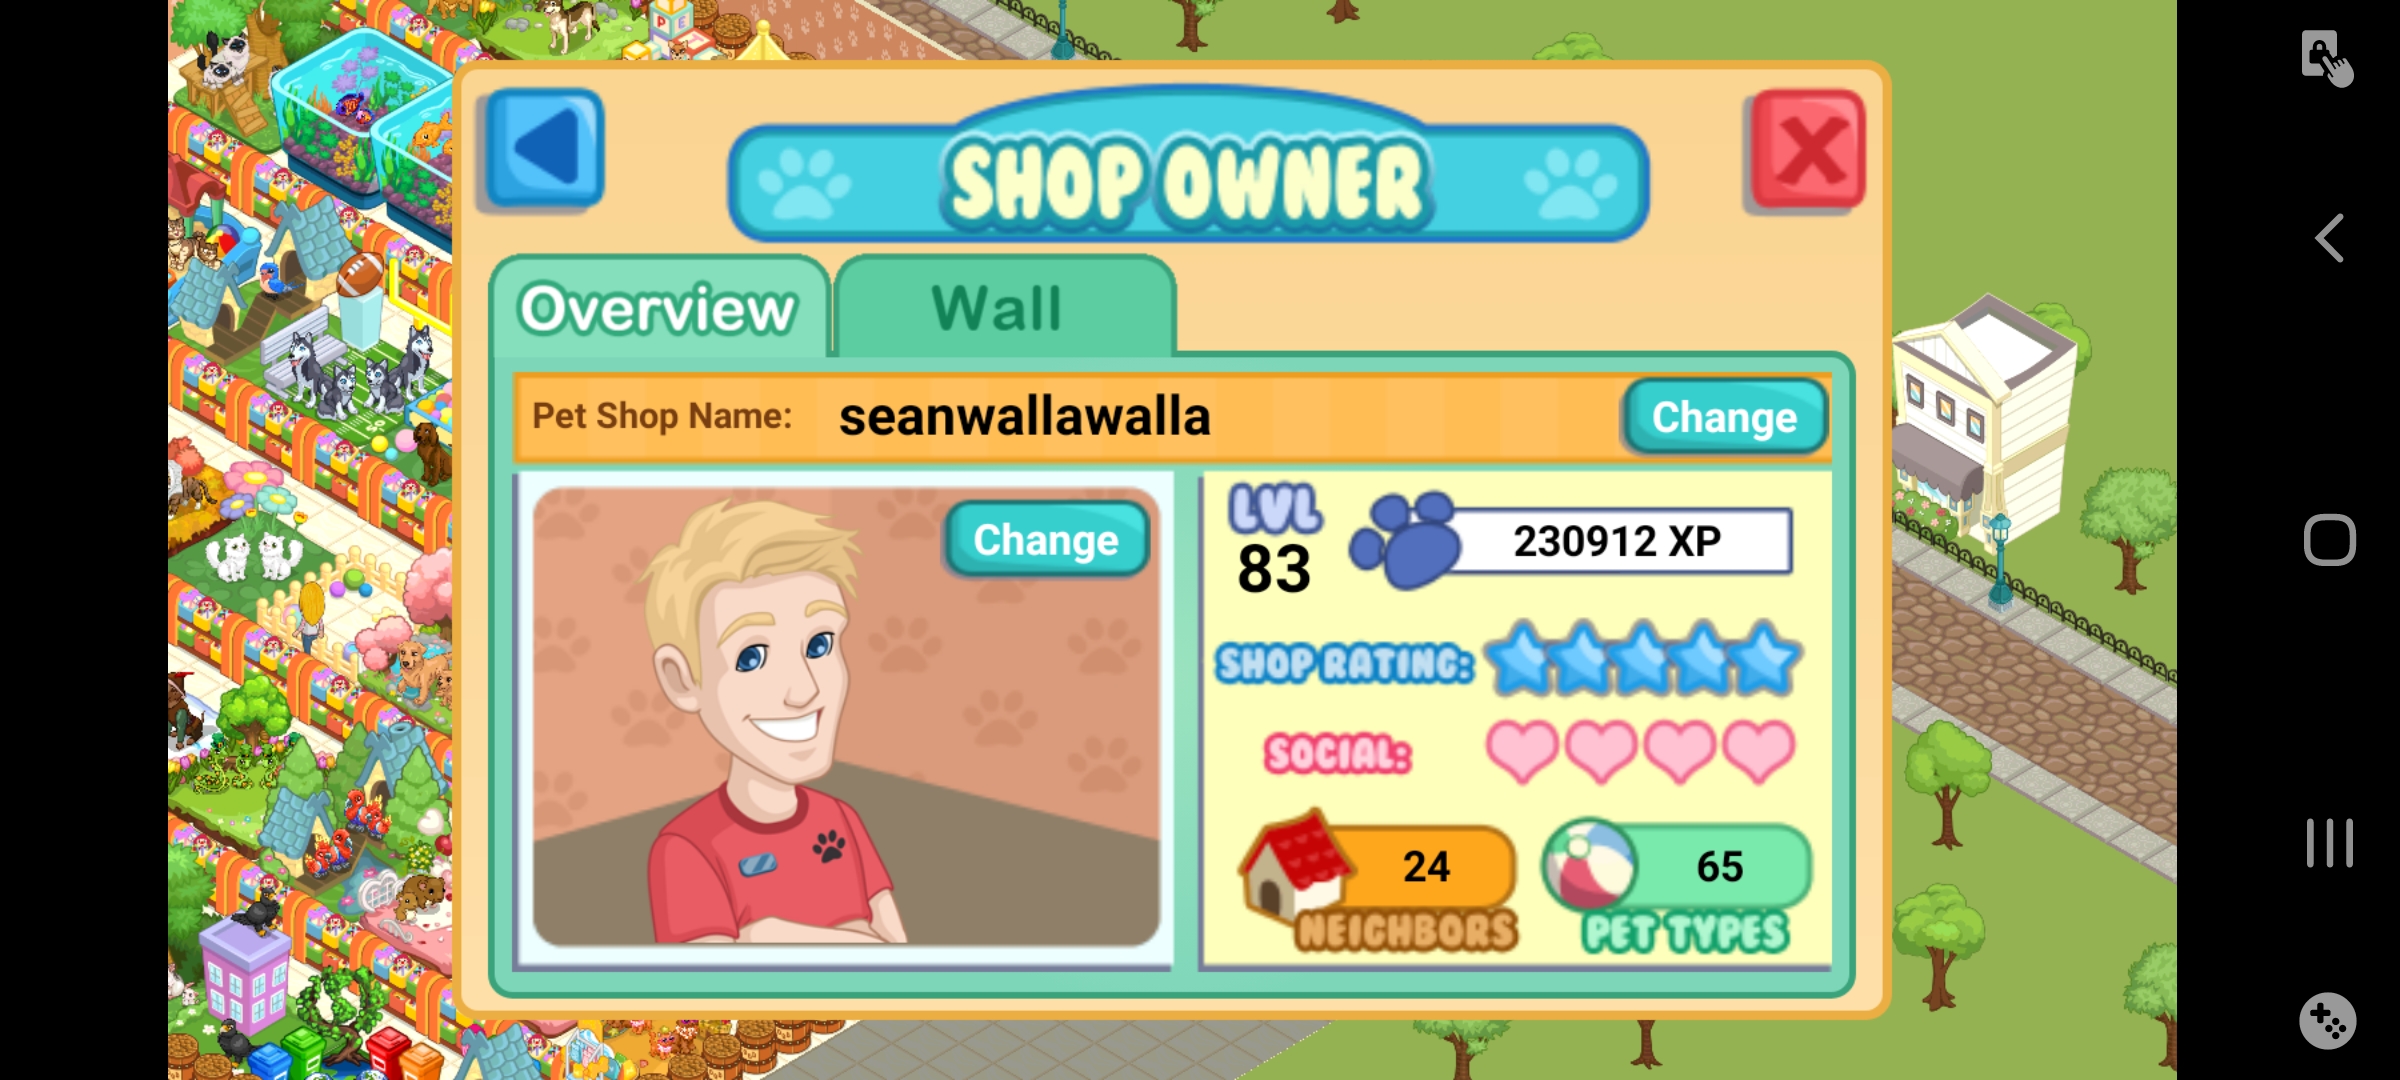 SHOP OWNER
Overview
Wall
Pet Shop Name: seanwallawalla
Change
Change
LVL
83
230912 XP
SHOP RATING:
SOCIAL:
24
NEIGHBORS
65
PET TYPES